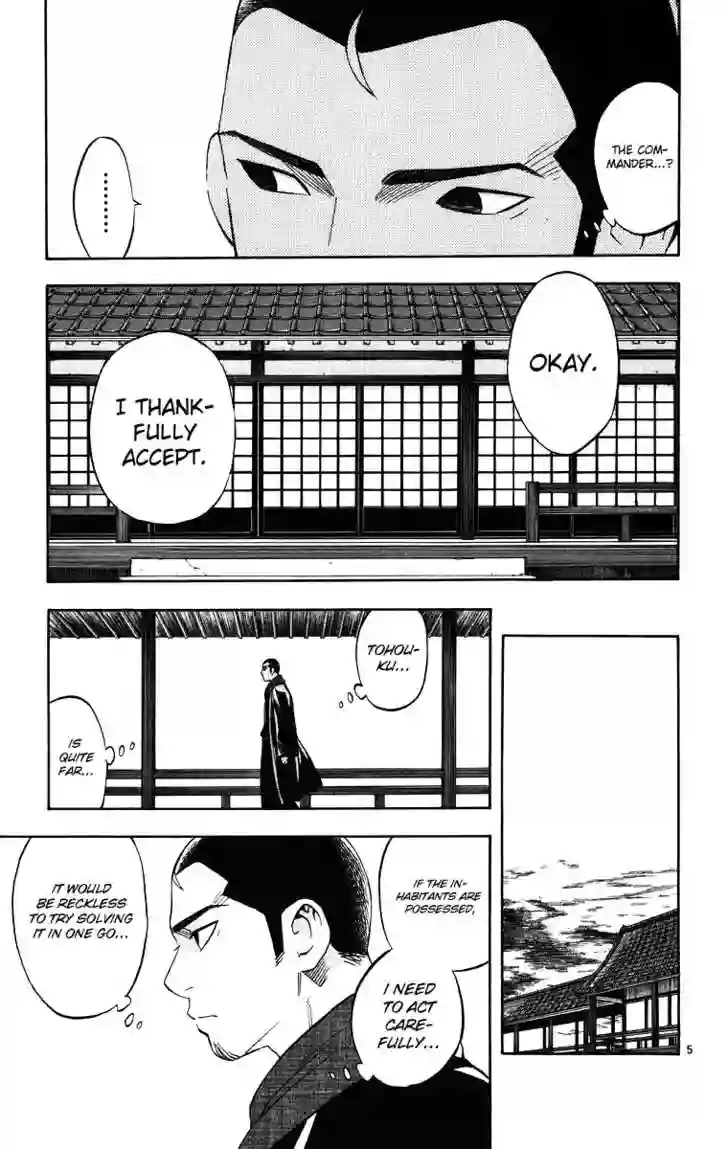 THE COM-
MANDER...?
........
OKAY.
I THANK-
FULLY
ACCEPT.
TOHOU-
KU...
IS
QUITE
FAR...
IF THE IN-
HABITANTS ARE
POSSESSED,
I NEED
TO ACT
CARE-
FULLY...
IT WOULD
BE RECKLESS
TO TRY SOLVING
IT IN ONE GO...
5